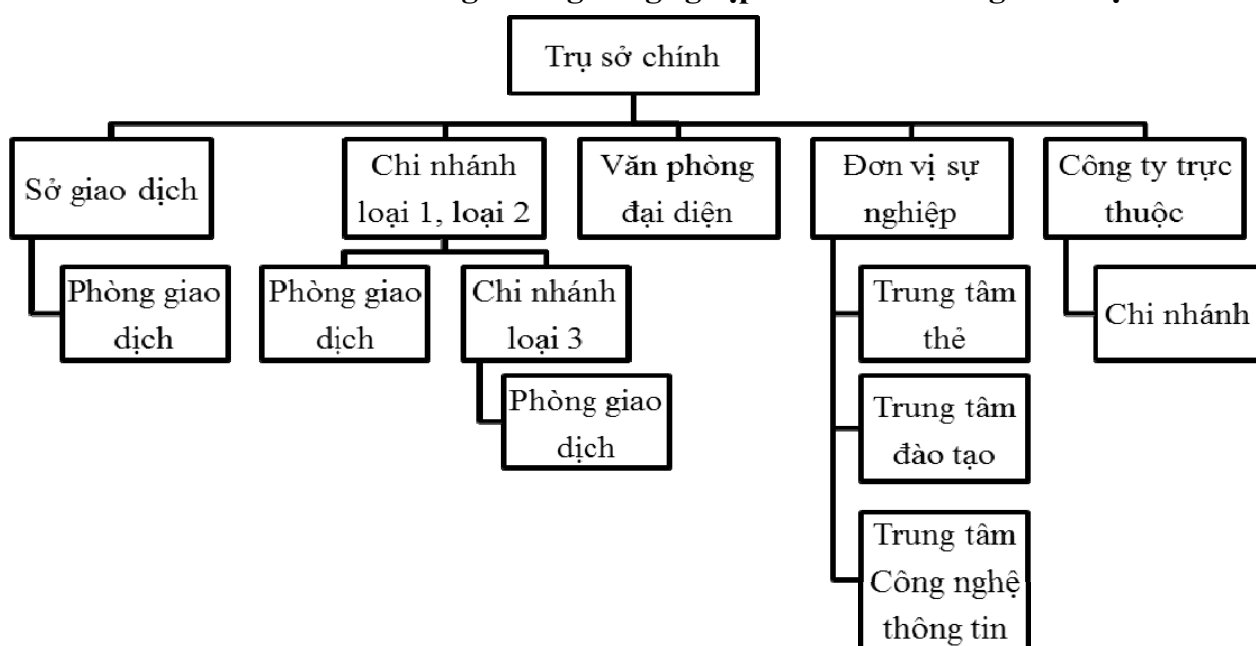 Trụ sở chính
Sở giao dịch
Chi nhánh
loại 1, loại 2
Văn phòng
đại diện
Đơn vị sự
nghiệp
Công ty trực
thuộc
Phòng giao
dịch
Phòng giao
dịch
Chi nhánh
loại 3
Phòng giao
dịch
Trung tâm
thẻ
Trung tâm
đào tạo
Trung tâm
Công nghệ
thông tin
Chi nhánh